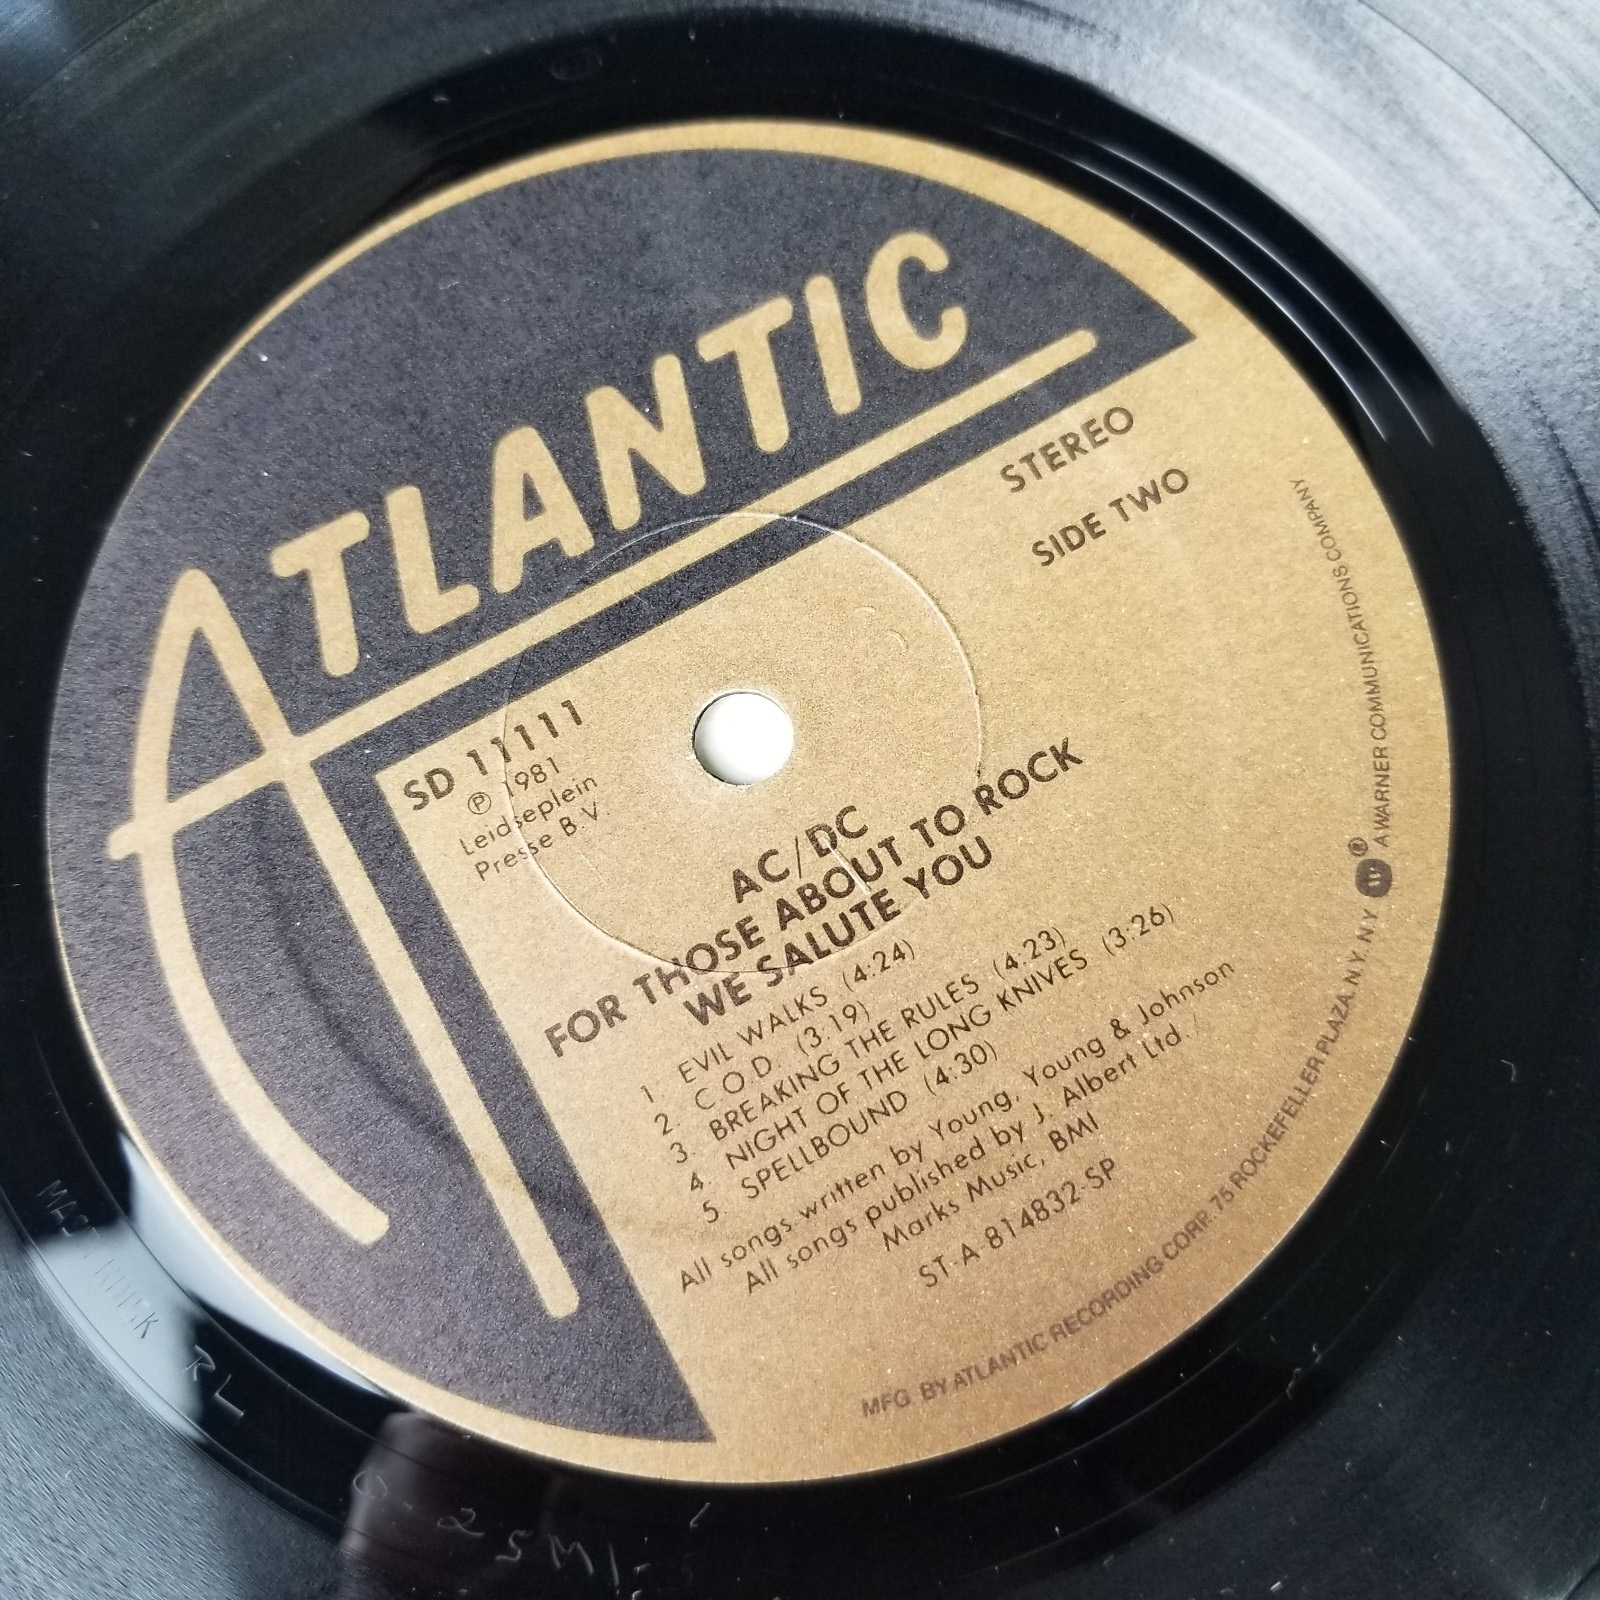 ATLANTIC
STEREO
SIDE TWO
SD 11111
Ⓟ 1981
Leidseplein
Presse B.V.
AC/DC
FOR THOSE ABOUT TO ROCK
WE SALUTE YOU
1. EVIL WALKS (4:24)
2. C.O.D. (3:19)
3. BREAKING THE RULES (4:23)
4. NIGHT OF THE LONG KNIVES (3:26)
5. SPELLBOUND (4:30)
All songs written by Young, Young & Johnson
All songs published by J. Albert Ltd.
Marks Music, BMI
ST-A-814832-SP
MFG. BY ATLANTIC RECORDING CORP. 75 ROCKEFELLER PLAZA. N.Y. N.Y. ® A WARNER COMMUNICATIONS COMPANY
RL